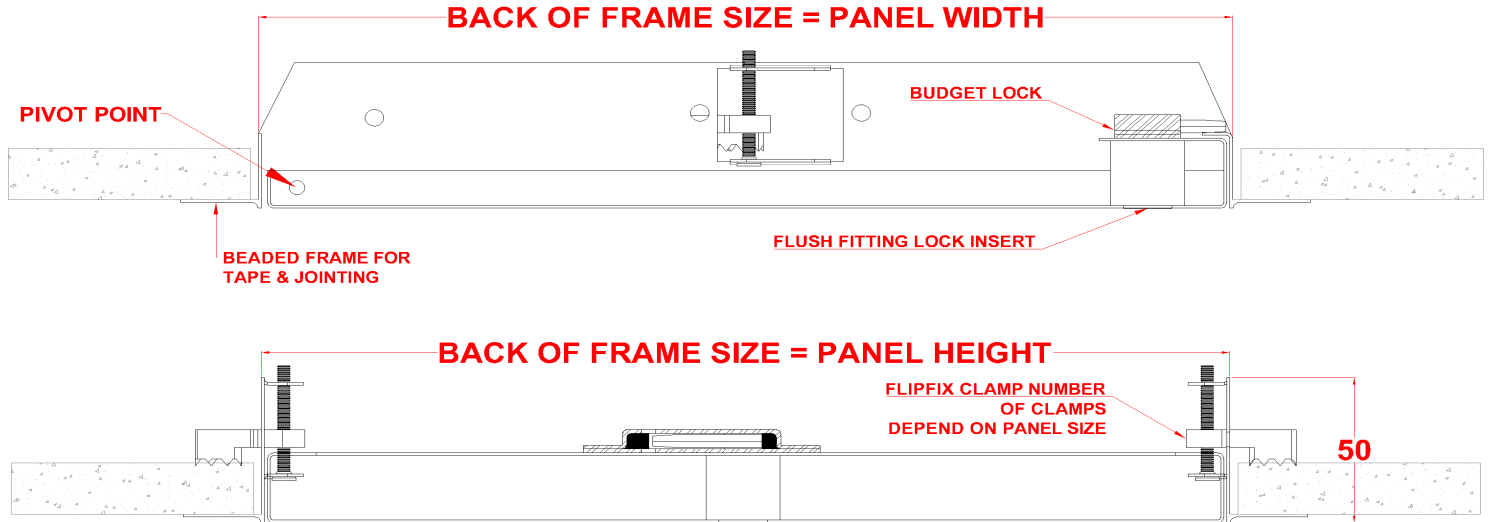 BACK OF FRAME SIZE = PANEL WIDTH
PIVOT POINT
BUDGET LOCK
FLUSH FITTING LOCK INSERT
BEADED FRAME FOR
TAPE & JOINTING
BACK OF FRAME SIZE = PANEL HEIGHT
FLIPFIX CLAMP NUMBER
OF CLAMPS
DEPEND ON PANEL SIZE
50